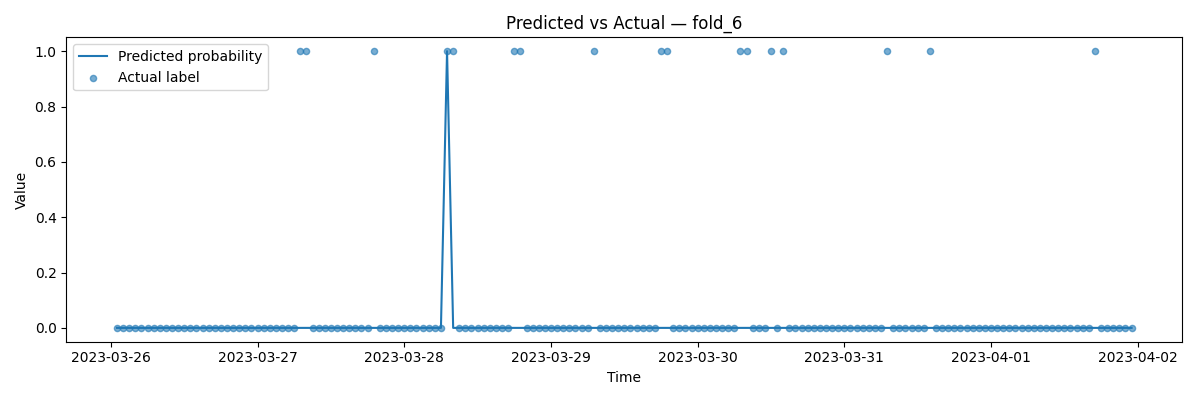 Predicted vs Actual — fold_6
Predicted probability
Actual label
1.0
0.8
0.6
0.4
0.2
0.0
Value
2023-03-26 2023-03-27 2023-03-28 2023-03-29 2023-03-30 2023-03-31 2023-04-01 2023-04-02
Time